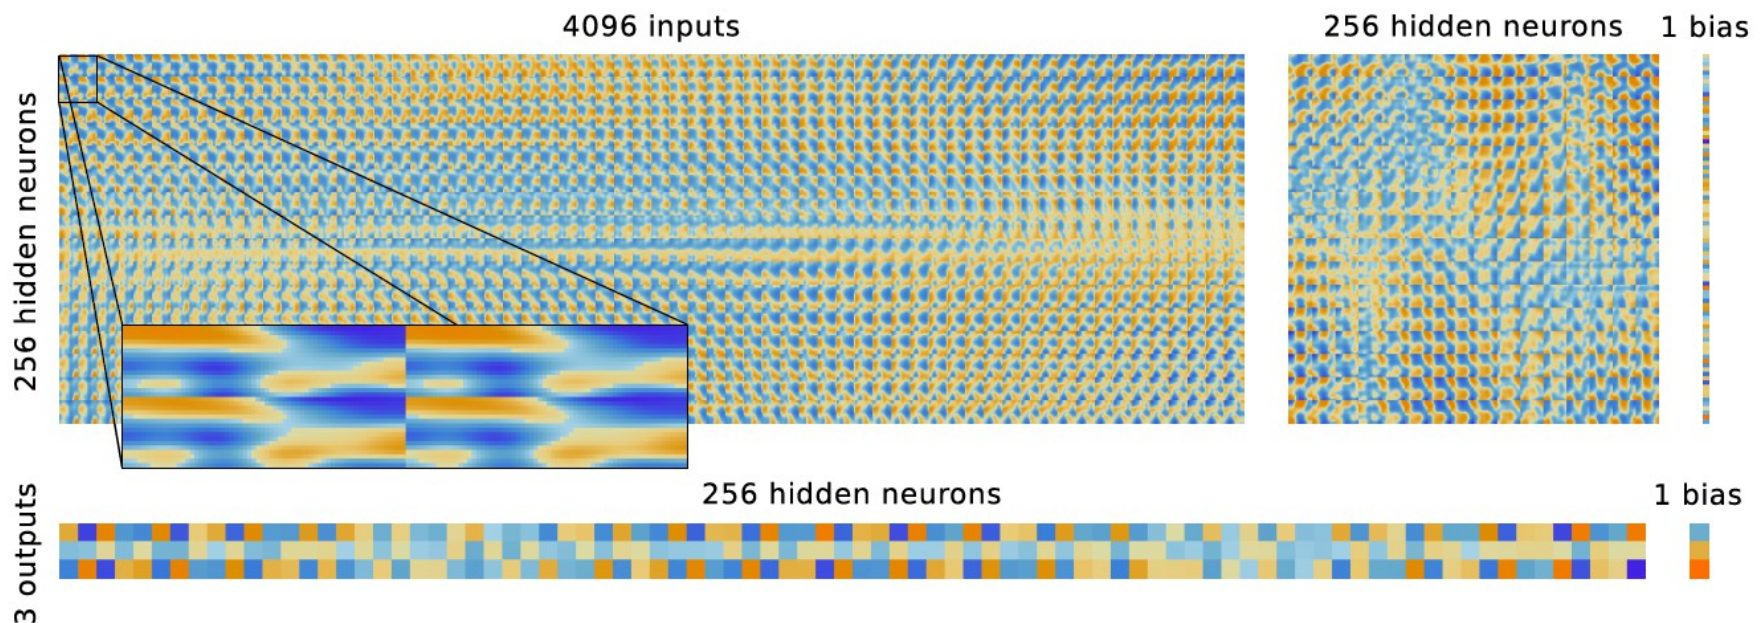 4096 inputs
256 hidden neurons
1 bias
256 hidden neurons
256 hidden neurons
1 bias
3 outputs